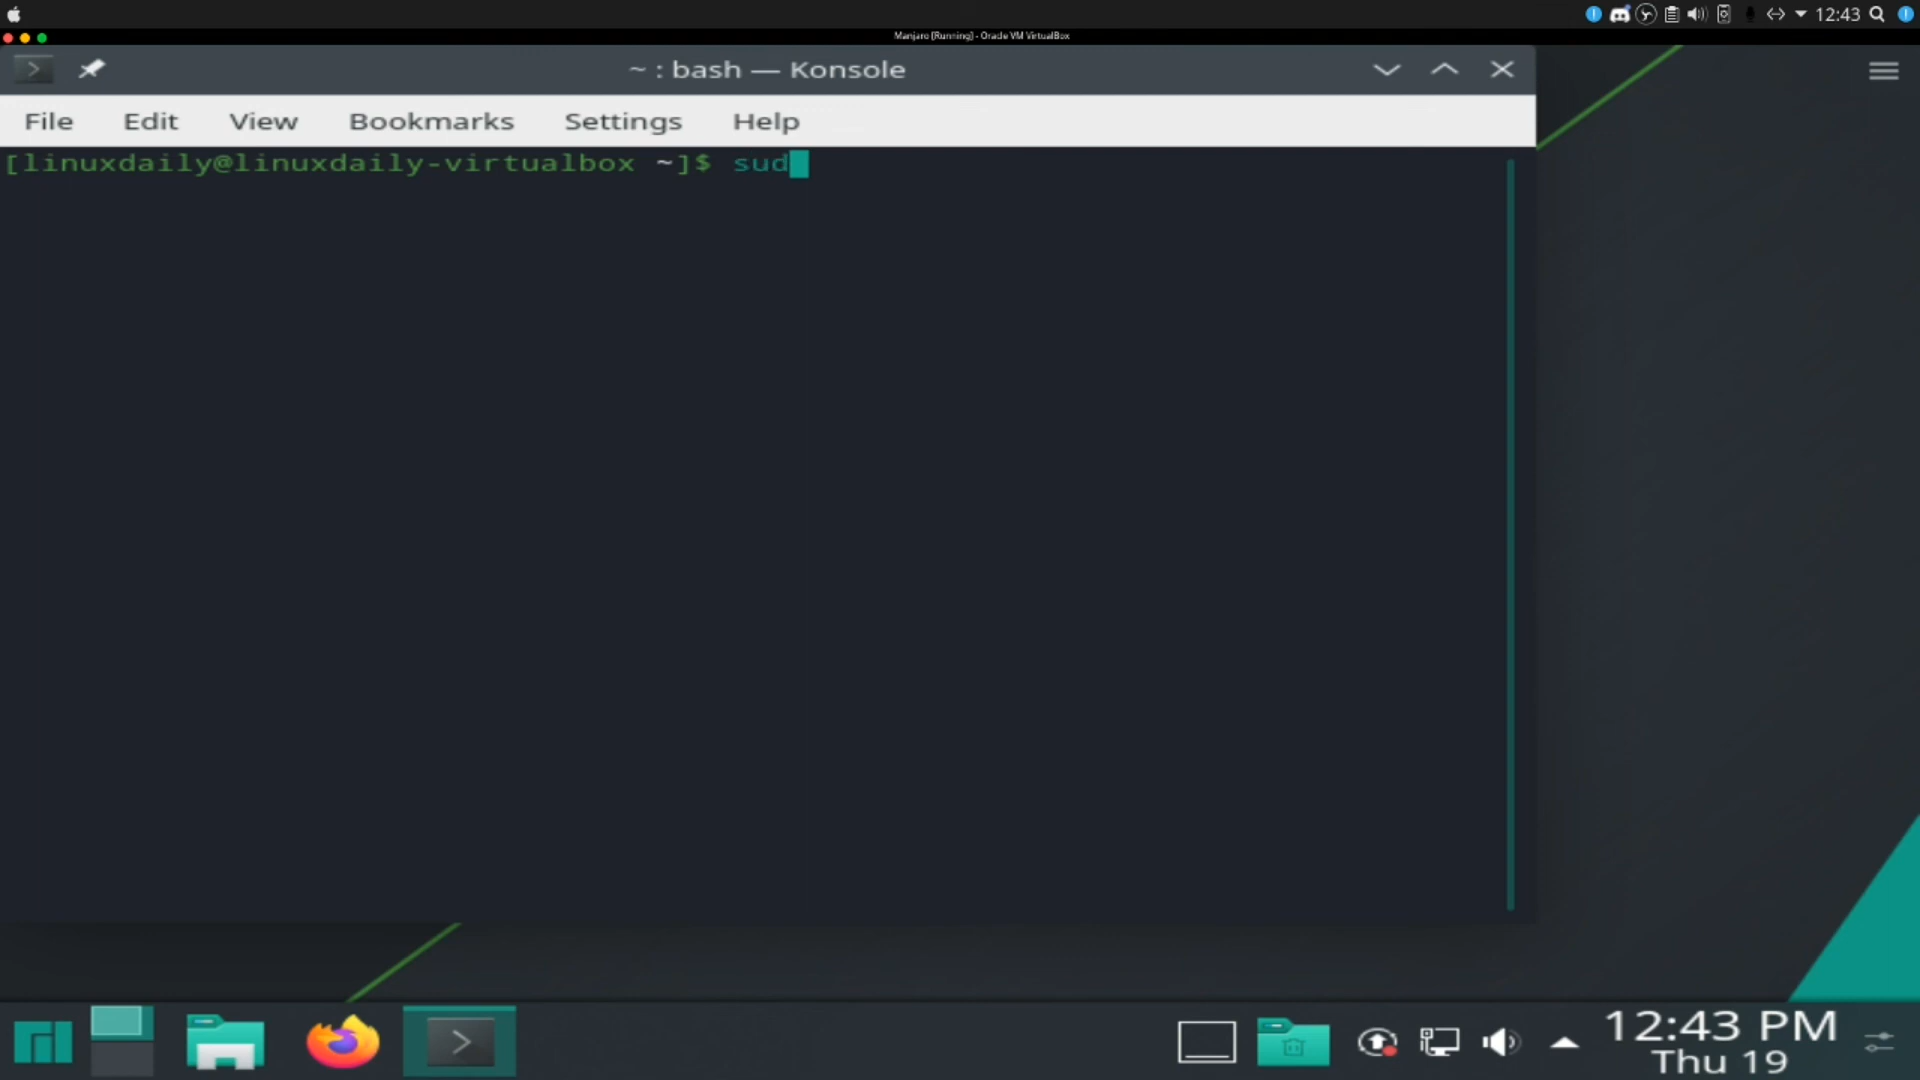 12:43
Manjaro [Running] - Oracle VM VirtualBox
~ : bash — Konsole
File Edit View Bookmarks Settings Help
[linuxdaily@linuxdaily-virtualbox ~]$ sud
12:43 PM
Thu 19